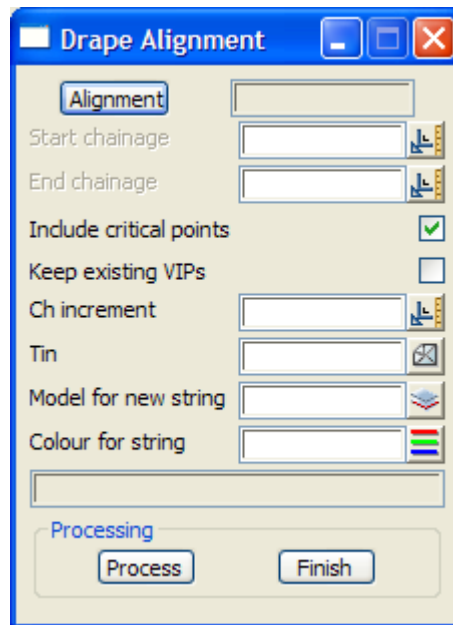 Drape Alignment
Alignment
Start chainage
End chainage
Include critical points
Keep existing VIPs
Ch increment
Tin
Model for new string
Colour for string
Processing
Process Finish